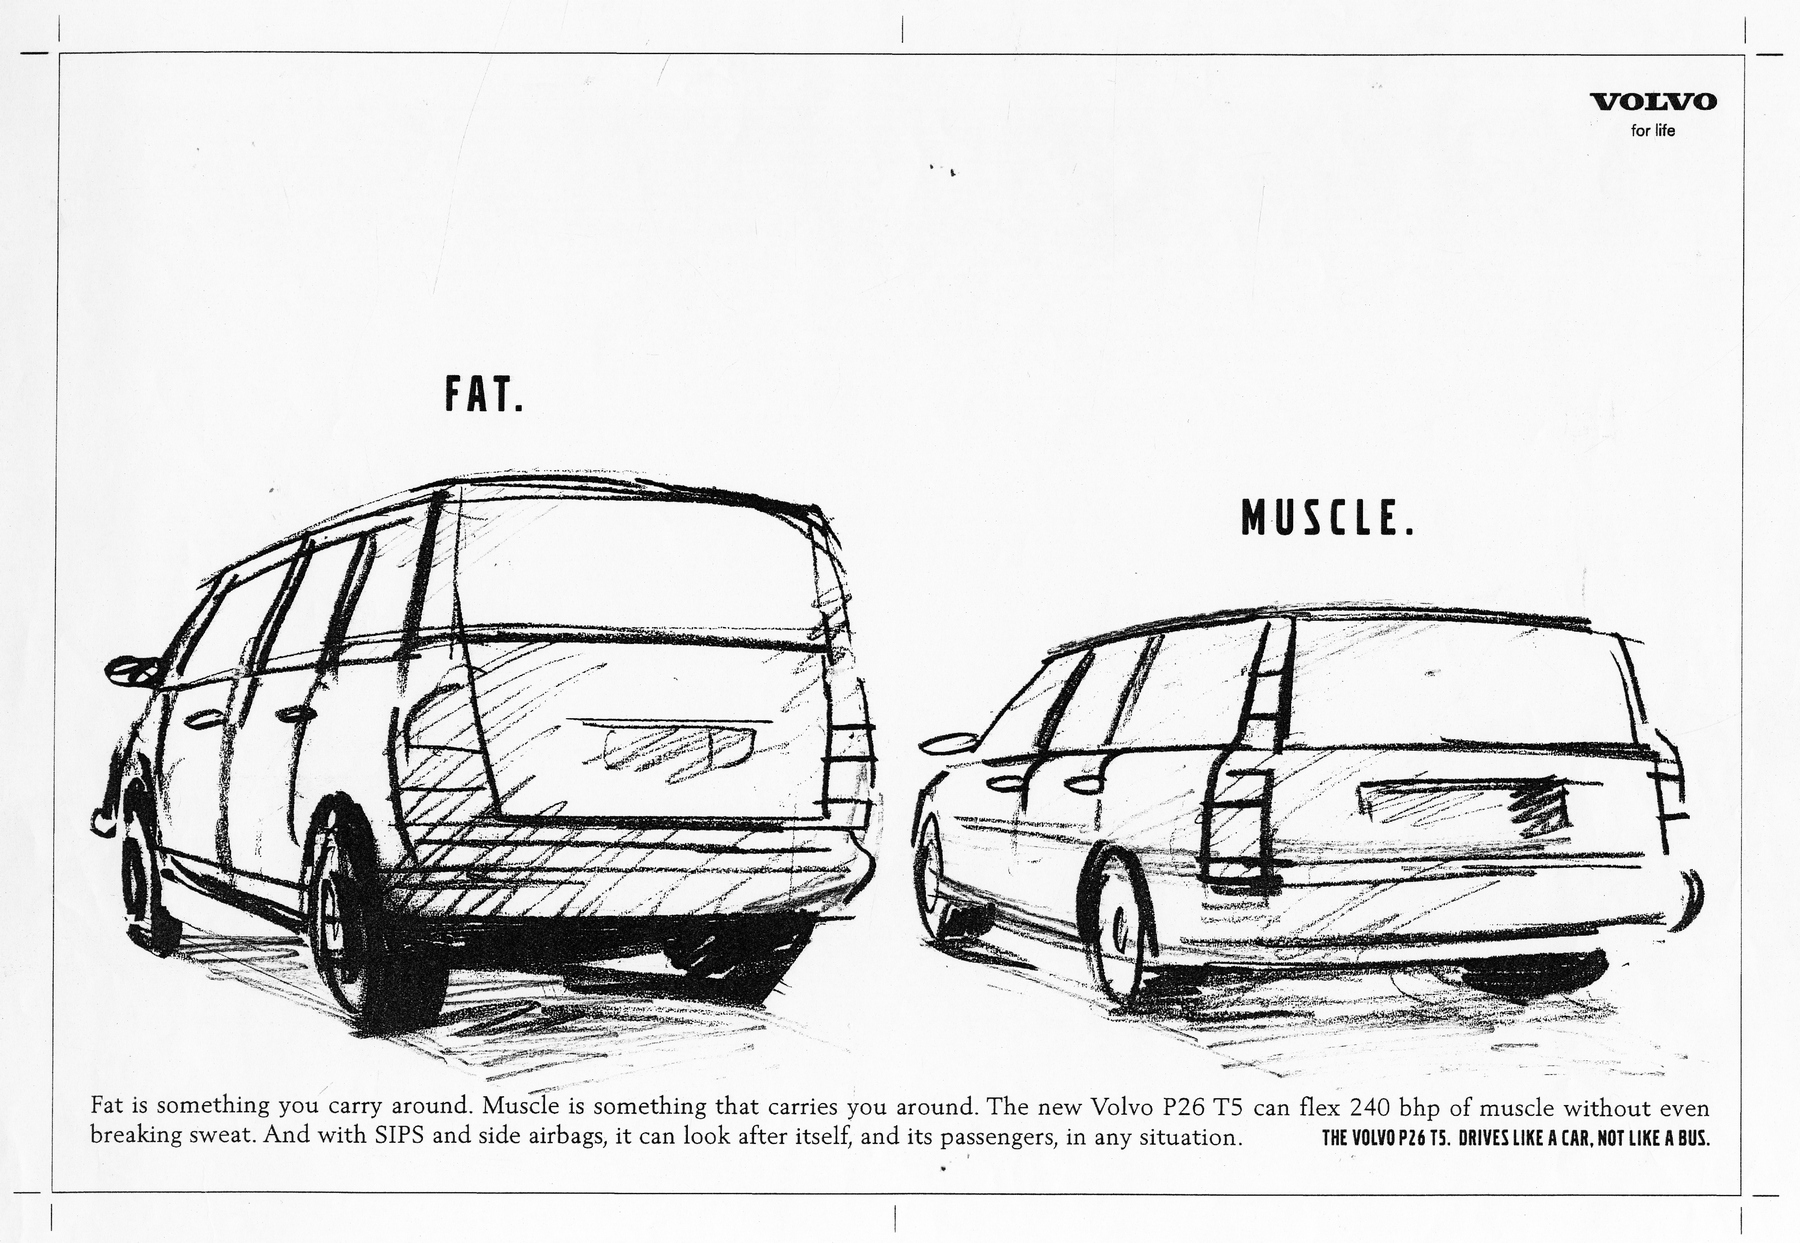 VOLVO
for life
FAT.
MUSCLE.
Fat is something you carry around. Muscle is something that carries you around. The new Volvo P26 T5 can flex 240 bhp of muscle without even
breaking sweat. And with SIPS and side airbags, it can look after itself, and its passengers, in any situation.
THE VOLVO P26 T5. DRIVES LIKE A CAR, NOT LIKE A BUS.